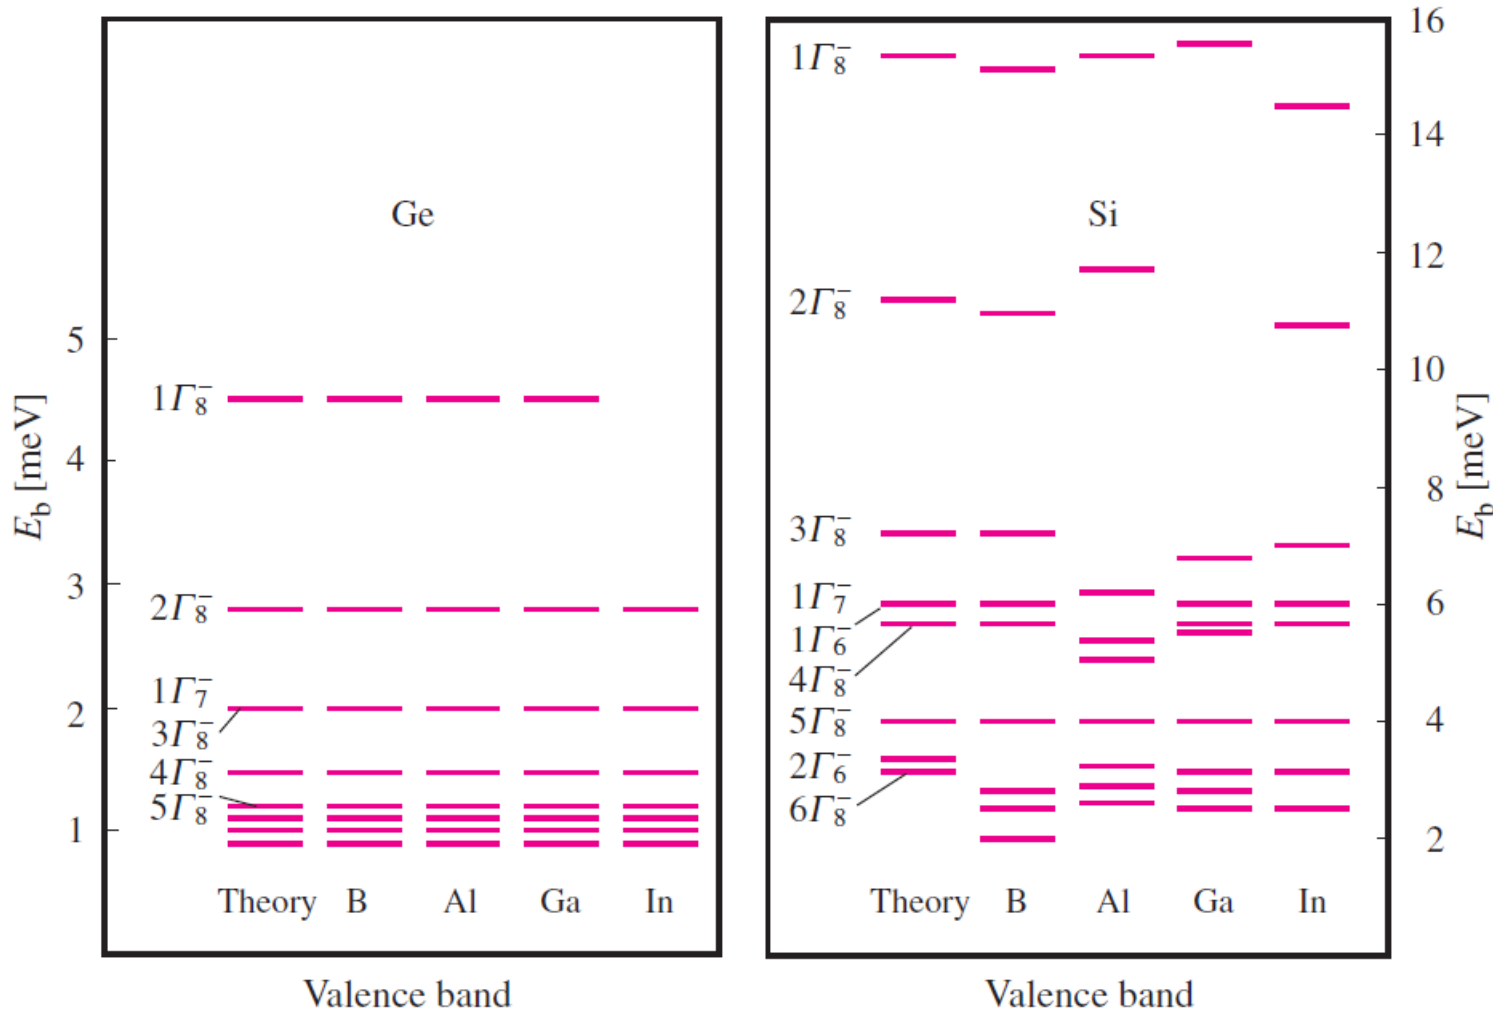 Ge
E_b [meV]
5
4
3
2
1
1Γ₈⁻
2Γ₈⁻
1Γ₇⁻
3Γ₈⁻
4Γ₈⁻
5Γ₈⁻
Theory B Al Ga In
Valence band
Si
1Γ₈⁻
2Γ₈⁻
3Γ₈⁻
1Γ₇⁻
1Γ₆⁻
4Γ₈⁻
5Γ₈⁻
2Γ₆⁻
6Γ₈⁻
16
14
12
10
8
6
4
2
E_b [meV]
Theory B Al Ga In
Valence band